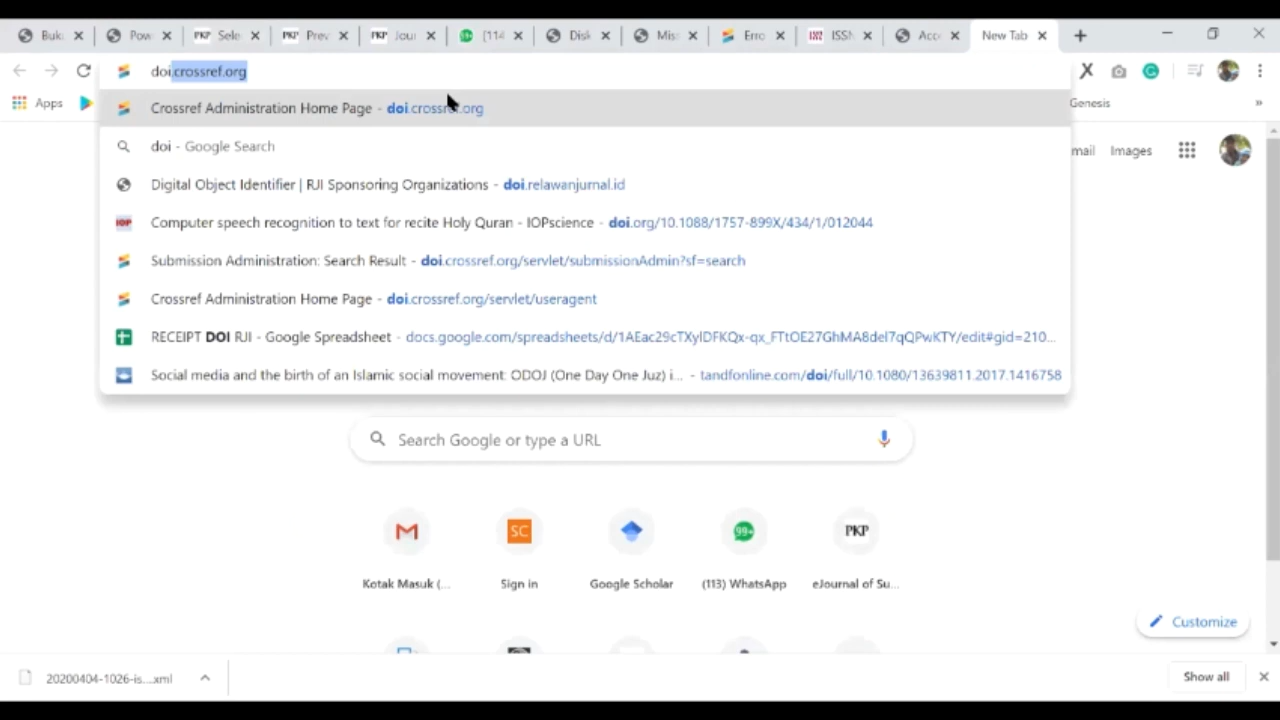 Buk Pow PKP Sele PKP Prev PKP Jour 99+ (114 Disk Mis Erro ISSN Acc New Tab
doi.crossref.org
Apps Genesis »
Crossref Administration Home Page - doi.crossref.org
doi - Google Search
mail Images
Digital Object Identifier | RJI Sponsoring Organizations - doi.relawanjurnal.id
IOP Computer speech recognition to text for recite Holy Quran - IOPscience - doi.org/10.1088/1757-899X/434/1/012044
Submission Administration: Search Result - doi.crossref.org/servlet/submissionAdmin?sf=search
Crossref Administration Home Page - doi.crossref.org/servlet/useragent
RECEIPT DOI RJI - Google Spreadsheet - docs.google.com/spreadsheets/d/1AEac29cTXylDFKQx-qx_FTtOE27GhMA8del7qQPwKTY/edit#gid=210...
Social media and the birth of an Islamic social movement: ODOJ (One Day One Juz) i... - tandfonline.com/doi/full/10.1080/13639811.2017.1416758
Search Google or type a URL
SC 99+ PKP
Kotak Masuk (... Sign in Google Scholar (113) WhatsApp eJournal of Su...
Customize
20200404-1026-is....xml Show all